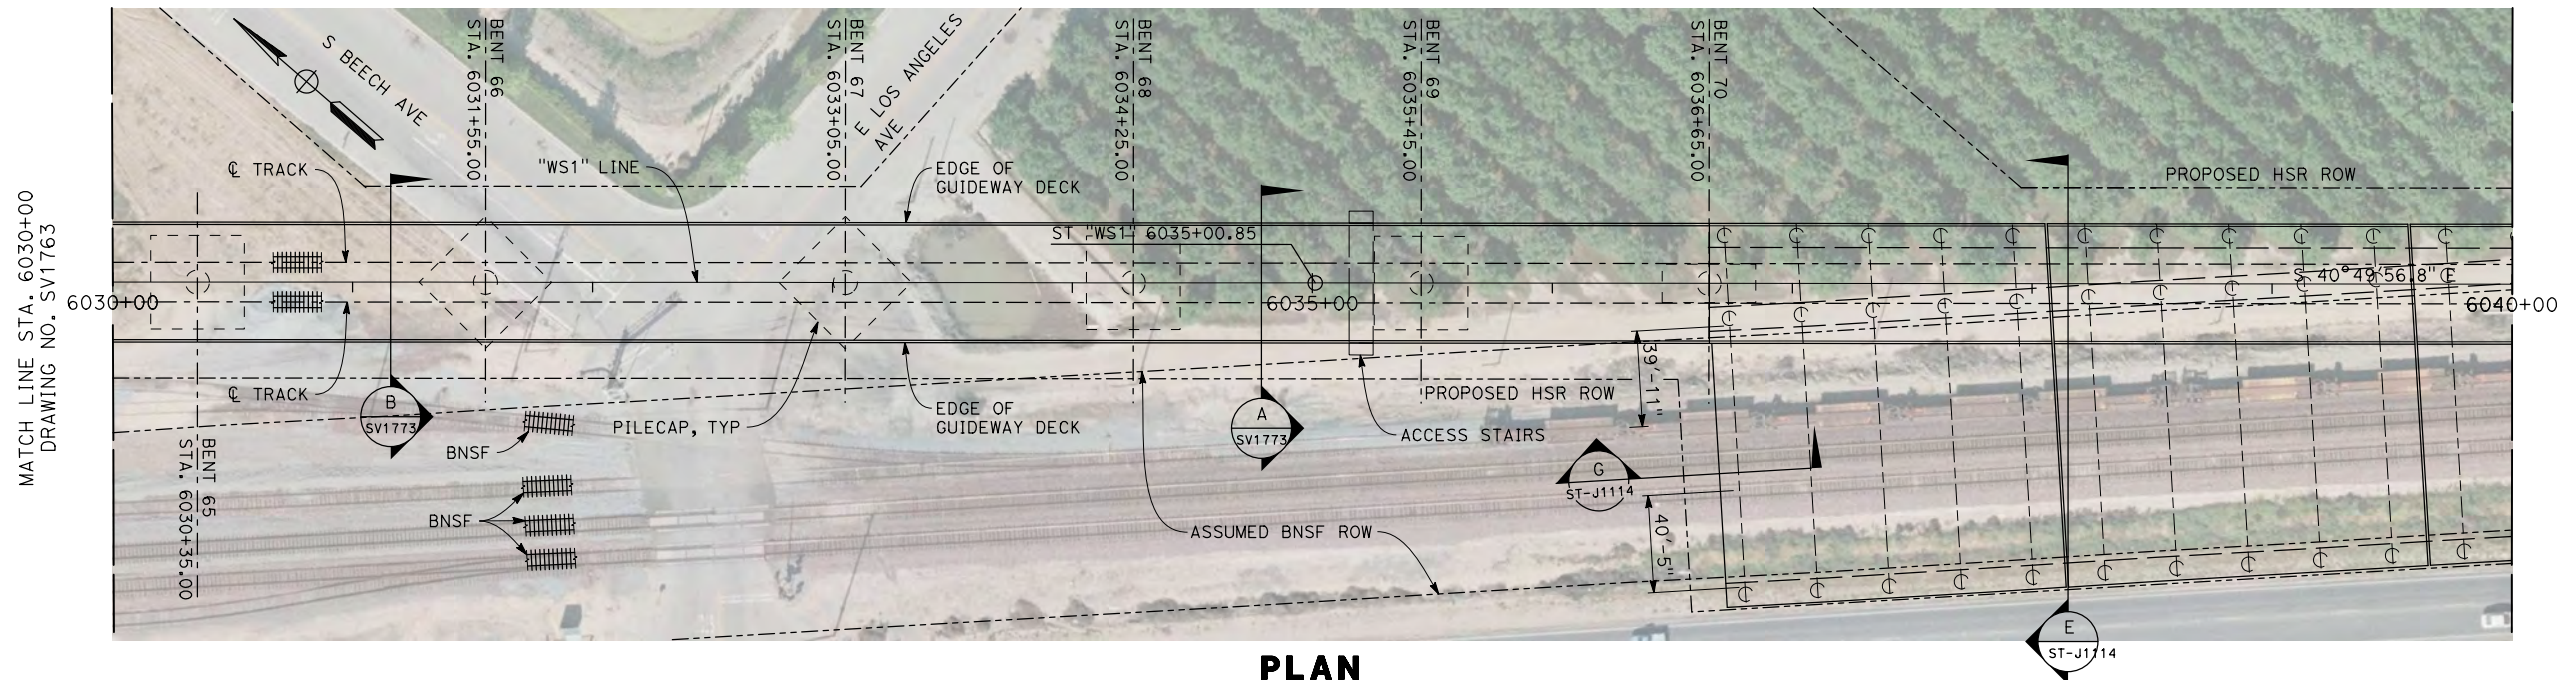 MATCH LINE STA. 6030+00
DRAWING NO. SV1763
6030+00
S BEECH AVE
BENT 66
STA. 6031+55.00
BENT 67
STA. 6033+05.00
E LOS ANGELES
AVE
BENT 68
STA. 6034+25.00
BENT 69
STA. 6035+45.00
BENT 70
STA. 6036+65.00
℄ TRACK
"WS1" LINE
EDGE OF
GUIDEWAY DECK
PROPOSED HSR ROW
ST "WS1" 6035+00.85
6035+00
S 40°49'56.8" E
6040+00
℄ TRACK
B
SV1773
BNSF
PILECAP, TYP
EDGE OF
GUIDEWAY DECK
A
SV1773
ACCESS STAIRS
PROPOSED HSR ROW
39'-11"
G
ST-J1114
40'-5"
BENT 65
STA. 6030+35.00
BNSF
ASSUMED BNSF ROW
E
ST-J1114
PLAN